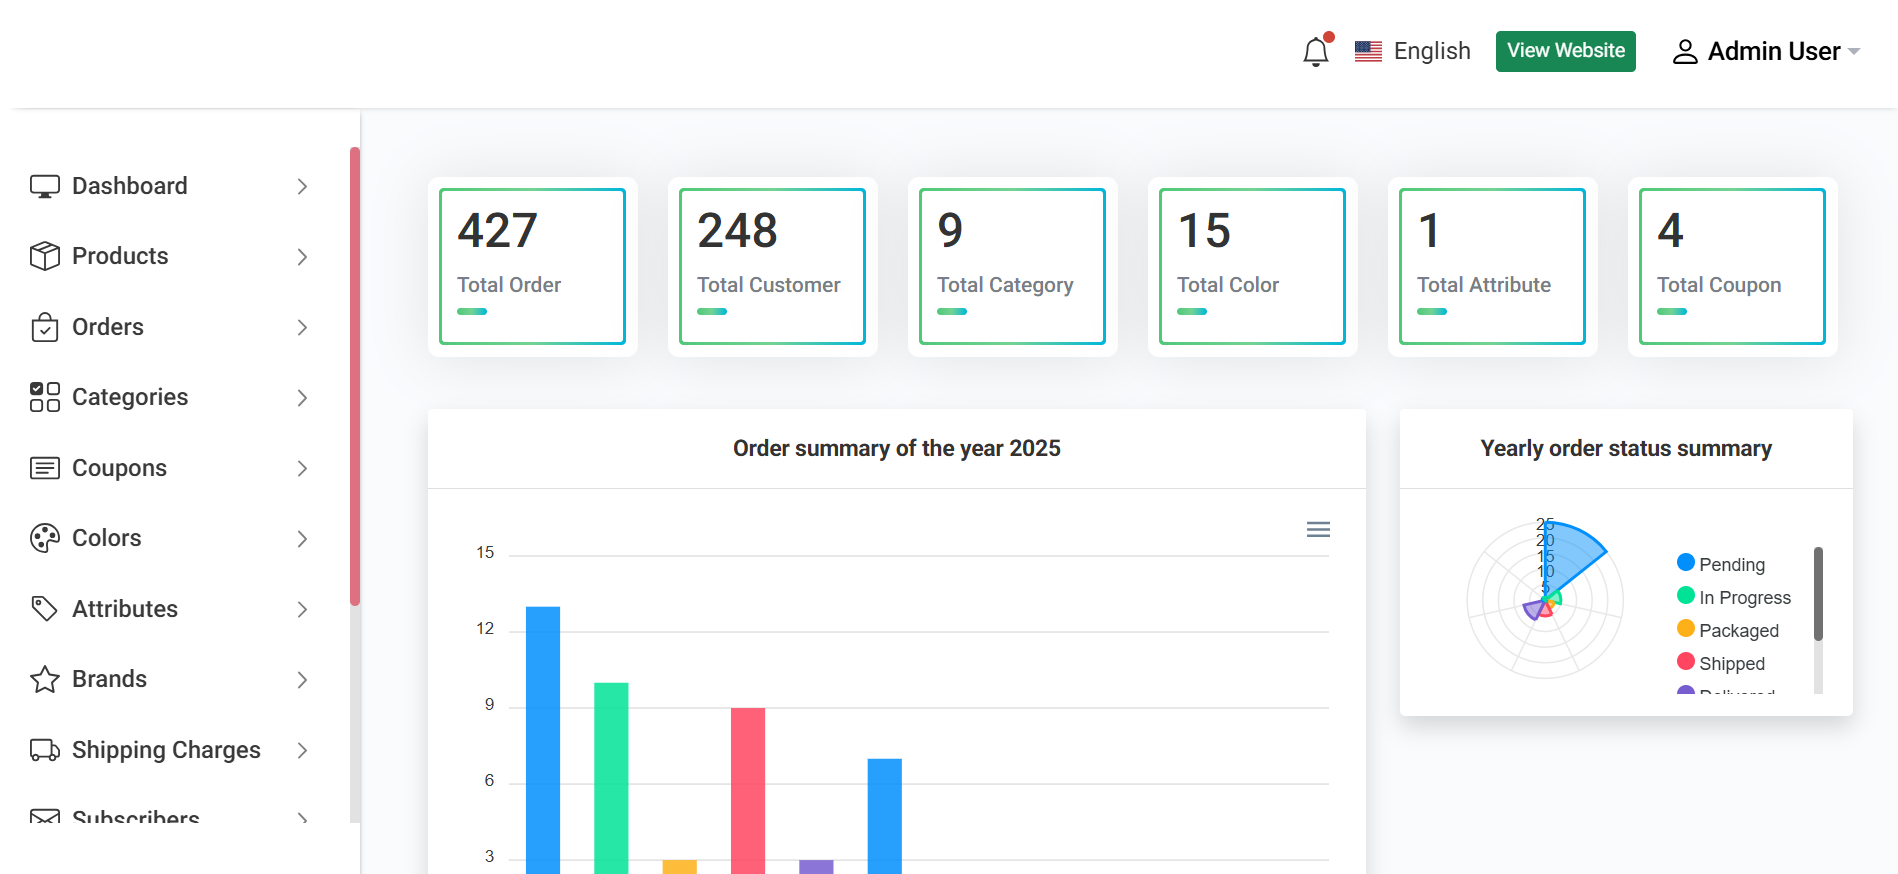 English
View Website
Admin User
Dashboard
Products
Orders
Categories
Coupons
Colors
Attributes
Brands
Shipping Charges
Subscribers
427
Total Order
248
Total Customer
9
Total Category
15
Total Color
1
Total Attribute
4
Total Coupon
Order summary of the year 2025
15
12
9
6
3
Yearly order status summary
25
20
15
10
5
Pending
In Progress
Packaged
Shipped
Delivered